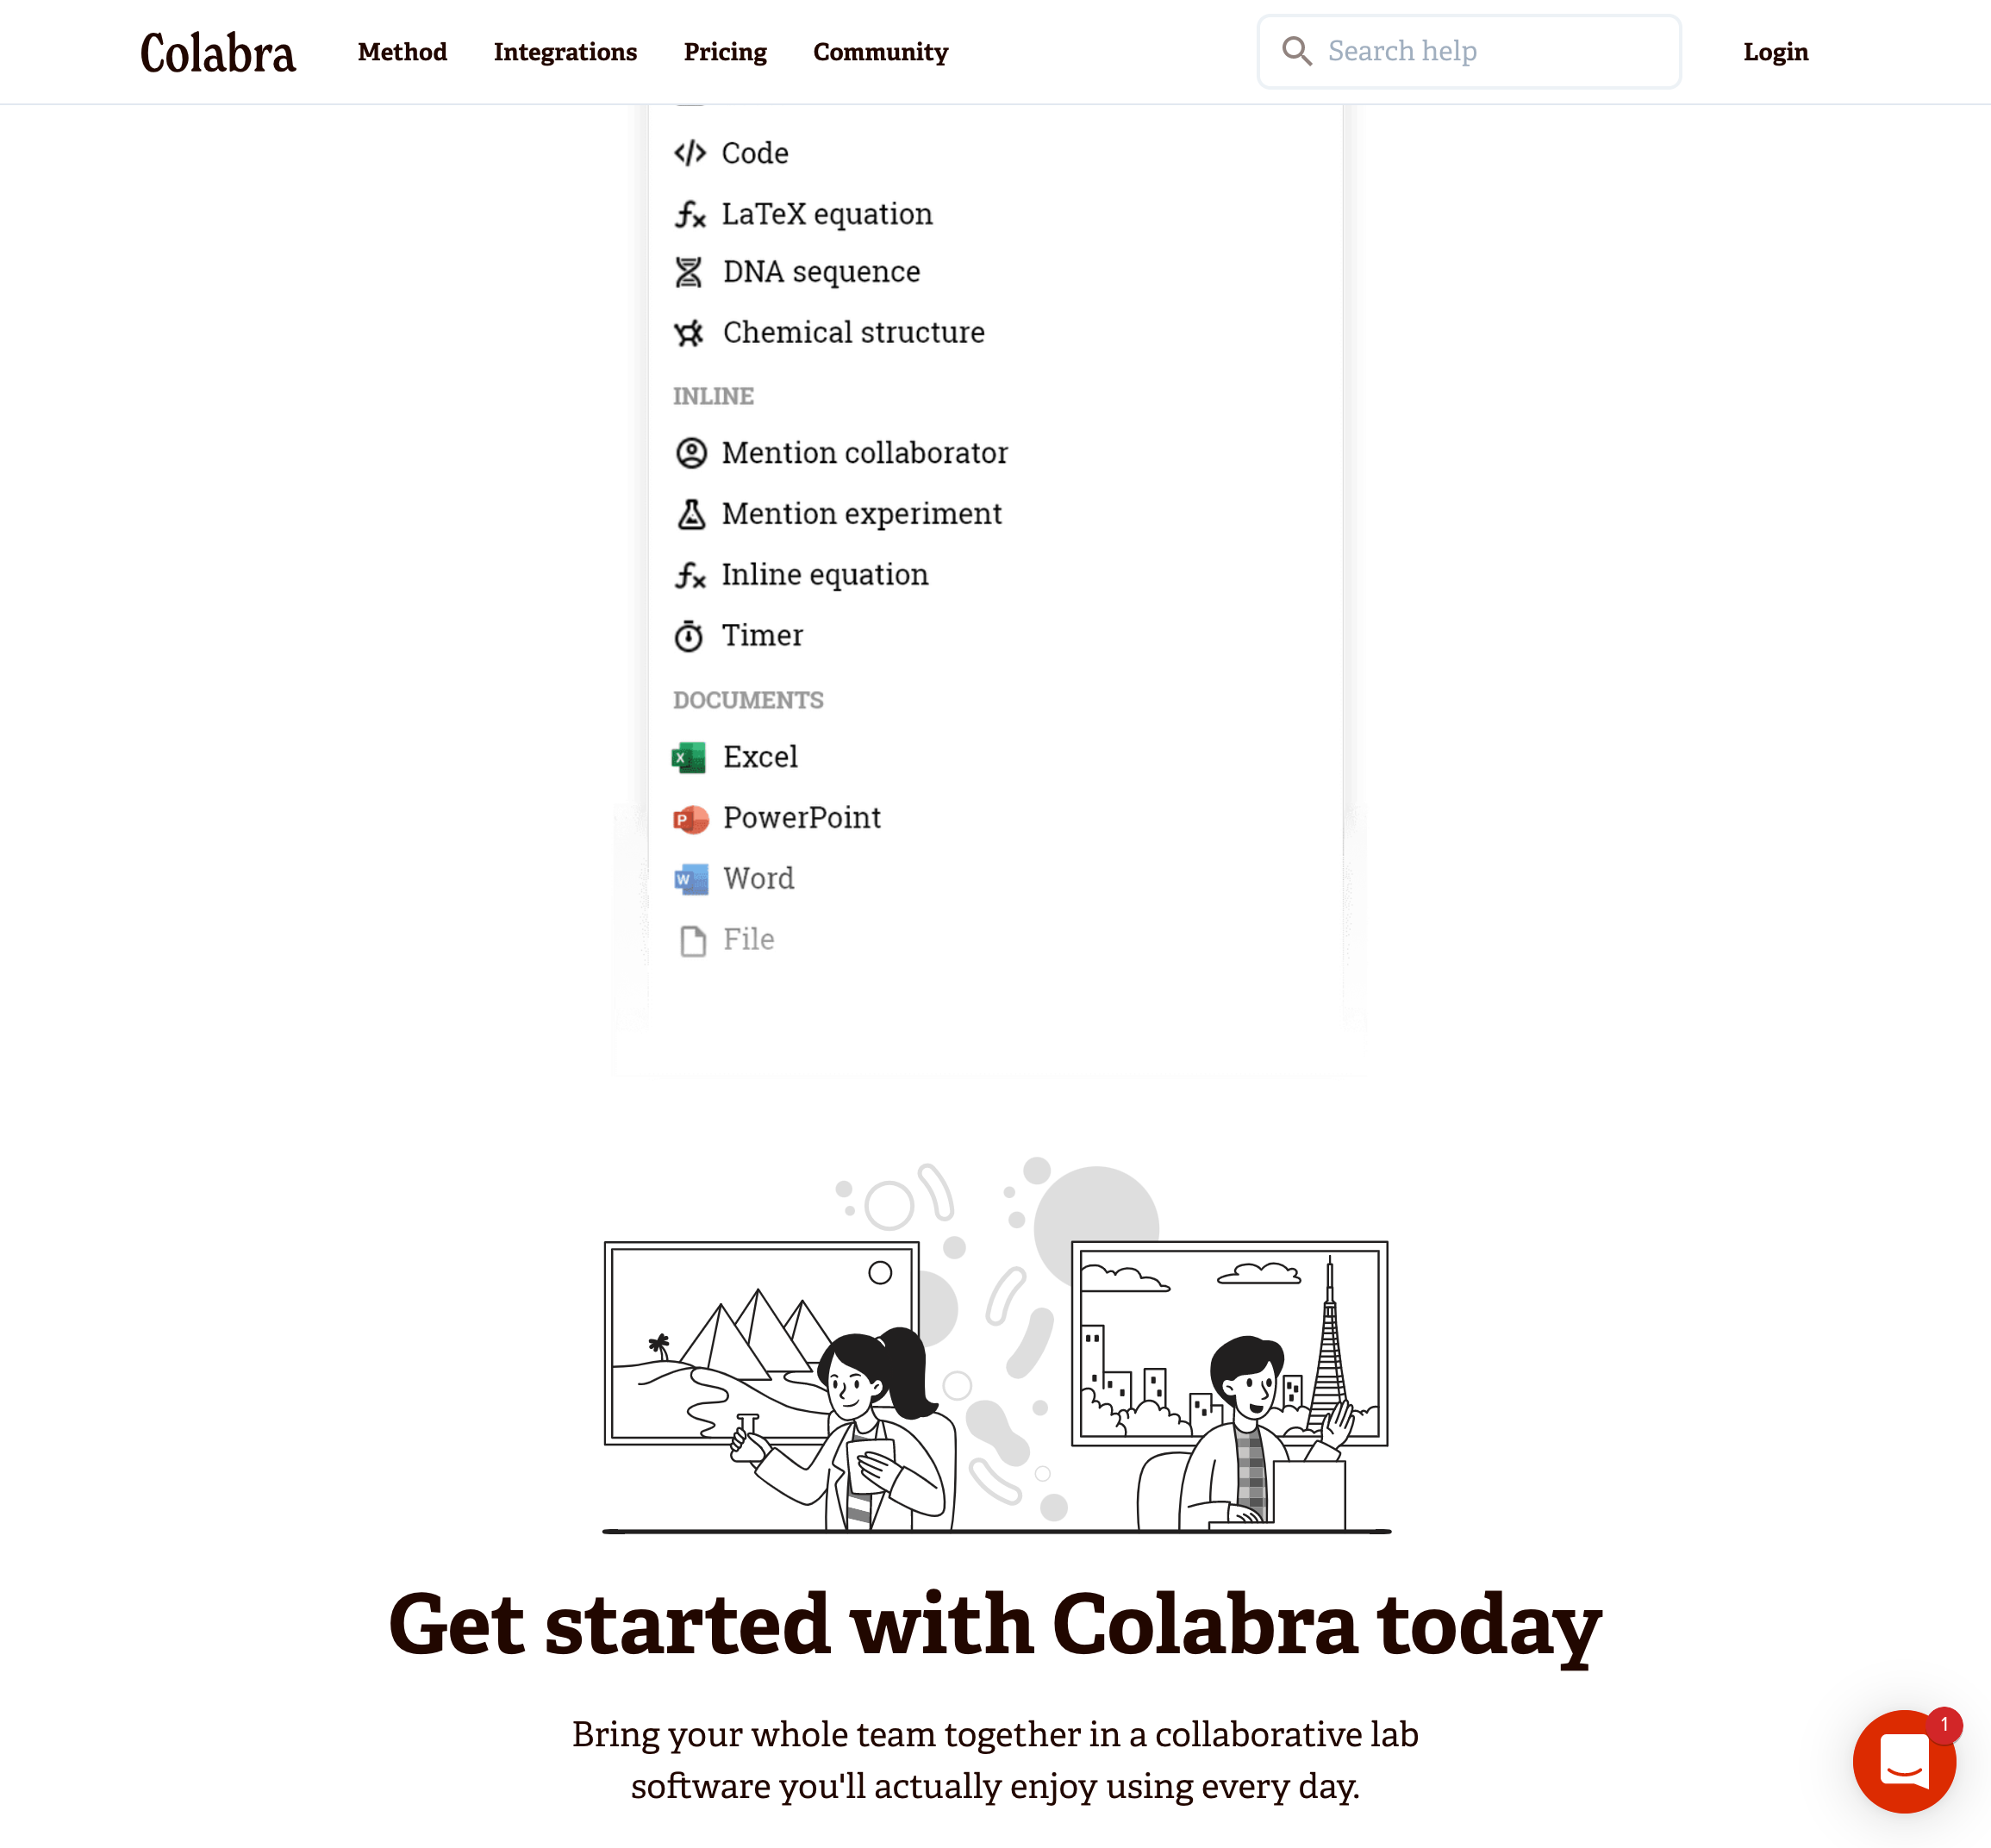 Colabra
Method
Integrations
Pricing
Community
Search help
Login
Code
LaTeX equation
DNA sequence
Chemical structure
INLINE
Mention collaborator
Mention experiment
Inline equation
Timer
DOCUMENTS
Excel
PowerPoint
Word
File
Get started with Colabra today
Bring your whole team together in a collaborative lab
software you'll actually enjoy using every day.
1